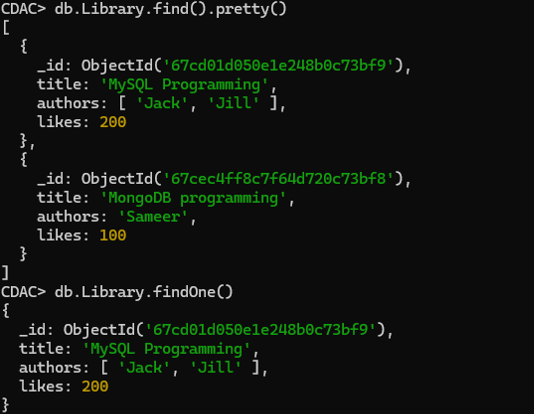 CDAC> db.Library.find().pretty()
[
  {
    _id: ObjectId('67cd01d050e1e248b0c73bf9'),
    title: 'MySQL Programming',
    authors: [ 'Jack', 'Jill' ],
    likes: 200
  },
  {
    _id: ObjectId('67cec4ff8c7f64d720c73bf8'),
    title: 'MongoDB programming',
    authors: 'Sameer',
    likes: 100
  }
]
CDAC> db.Library.findOne()
{
  _id: ObjectId('67cd01d050e1e248b0c73bf9'),
  title: 'MySQL Programming',
  authors: [ 'Jack', 'Jill' ],
  likes: 200
}